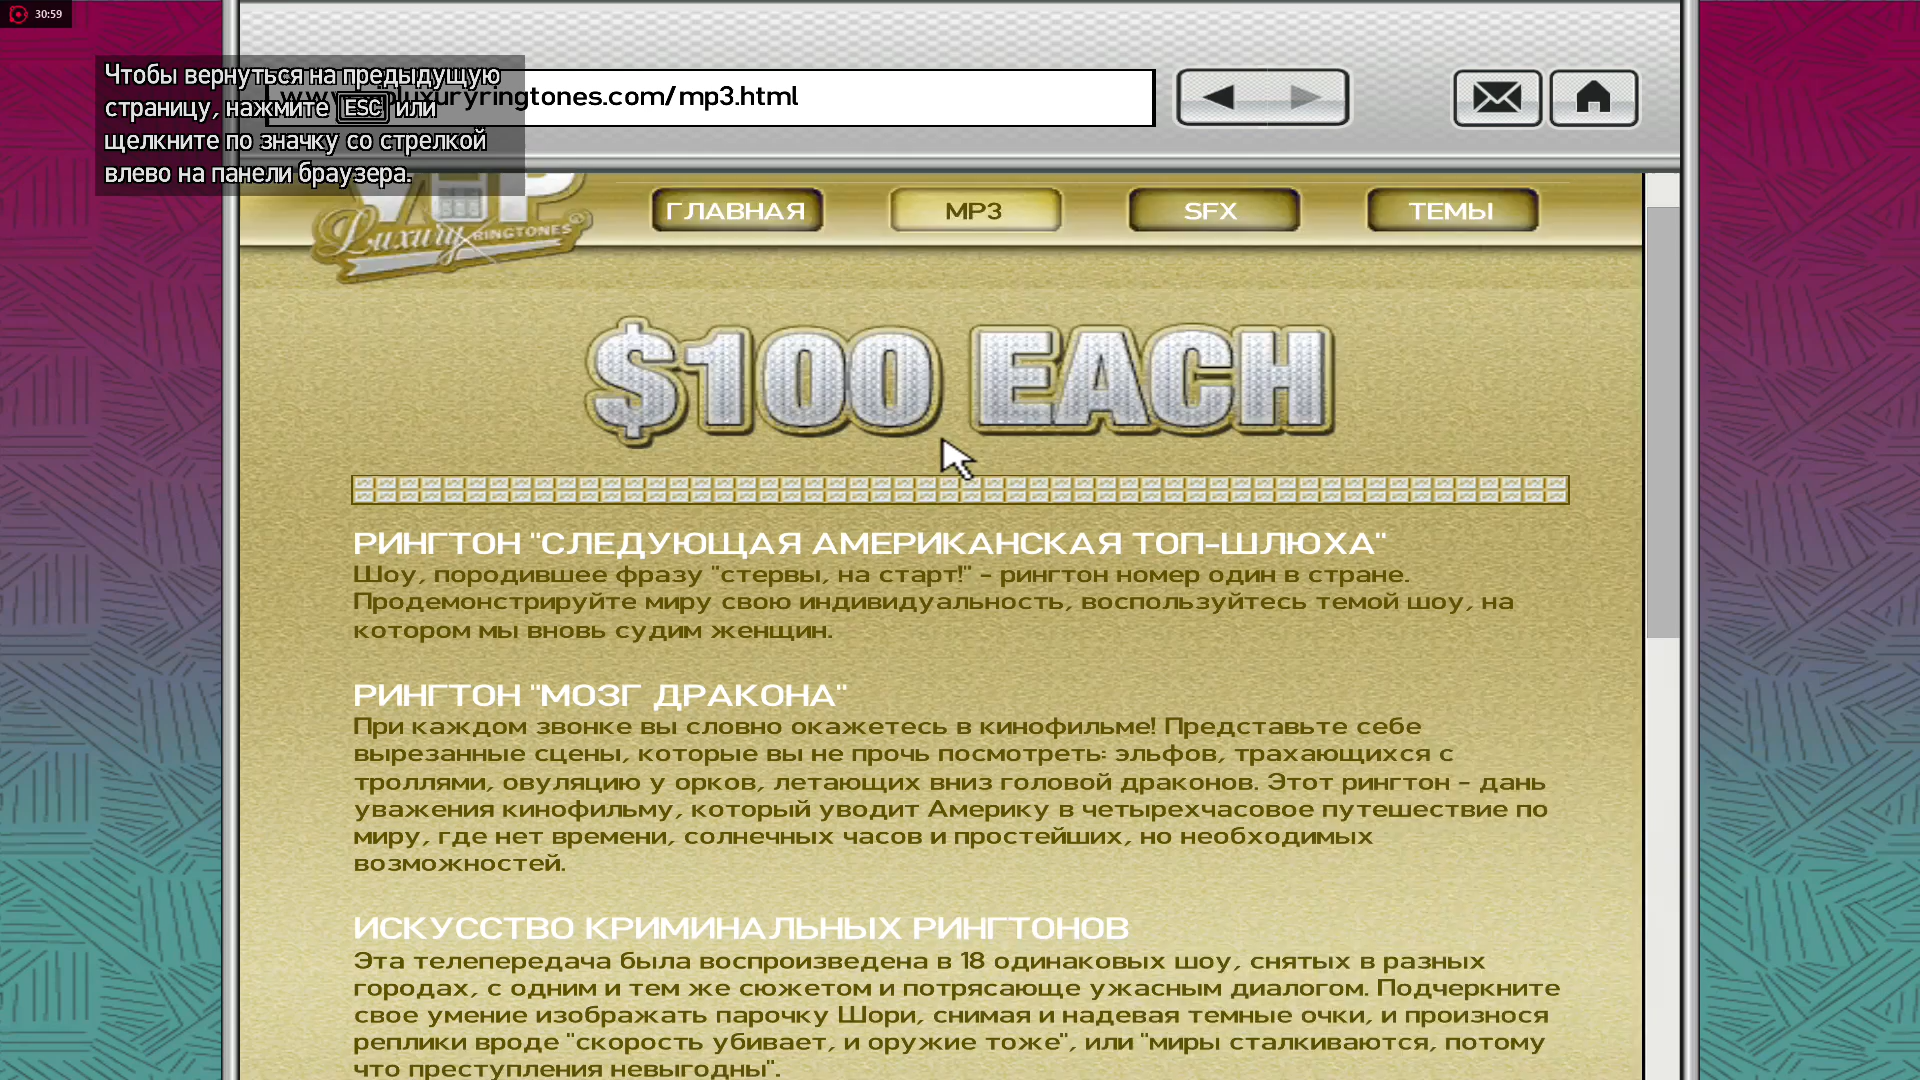 30:59
Чтобы вернуться на предыдущую
страницу, нажмите ESC или
щелкните по значку со стрелкой
влево на панели браузера.
luxuryringtones.com/mp3.html
VIP
Luxury RINGTONES
ГЛАВНАЯ
MP3
SFX
ТЕМЫ
$100 EACH
РИНГТОН "СЛЕДУЮЩАЯ АМЕРИКАНСКАЯ ТОП-ШЛЮХА"
Шоу, породившее фразу "стервы, на старт!" - рингтон номер один в стране.
Продемонстрируйте миру свою индивидуальность, воспользуйтесь темой шоу, на
котором мы вновь судим женщин.
РИНГТОН "МОЗГ ДРАКОНА"
При каждом звонке вы словно окажетесь в кинофильме! Представьте себе
вырезанные сцены, которые вы не прочь посмотреть: эльфов, трахающихся с
троллями, овуляцию у орков, летающих вниз головой драконов. Этот рингтон - дань
уважения кинофильму, который уводит Америку в четырехчасовое путешествие по
миру, где нет времени, солнечных часов и простейших, но необходимых
возможностей.
ИСКУССТВО КРИМИНАЛЬНЫХ РИНГТОНОВ
Эта телепередача была воспроизведена в 18 одинаковых шоу, снятых в разных
городах, с одним и тем же сюжетом и потрясающе ужасным диалогом. Подчеркните
свое умение изображать парочку Шори, снимая и надевая темные очки, и произнося
реплики вроде "скорость убивает, и оружие тоже", или "миры сталкиваются, потому
что преступления невыгодны".